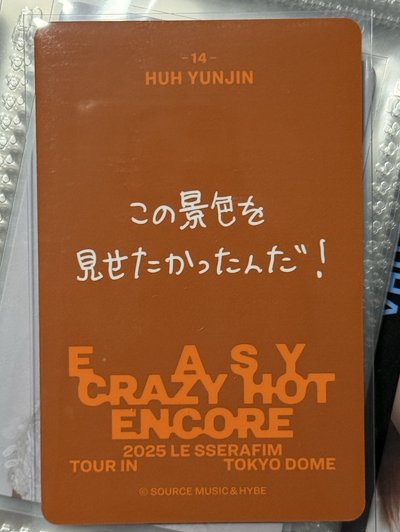 -14-
HUH YUNJIN
この景色を
見せたかったんだ!
EASY
CRAZY HOT
ENCORE
2025 LE SSERAFIM
TOUR IN TOKYO DOME
© SOURCE MUSIC & HYBE